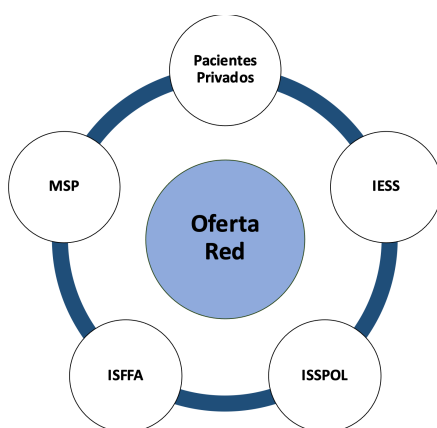 Pacientes
Privados
MSP
IESS
Oferta
Red
ISFFA
ISSPOL